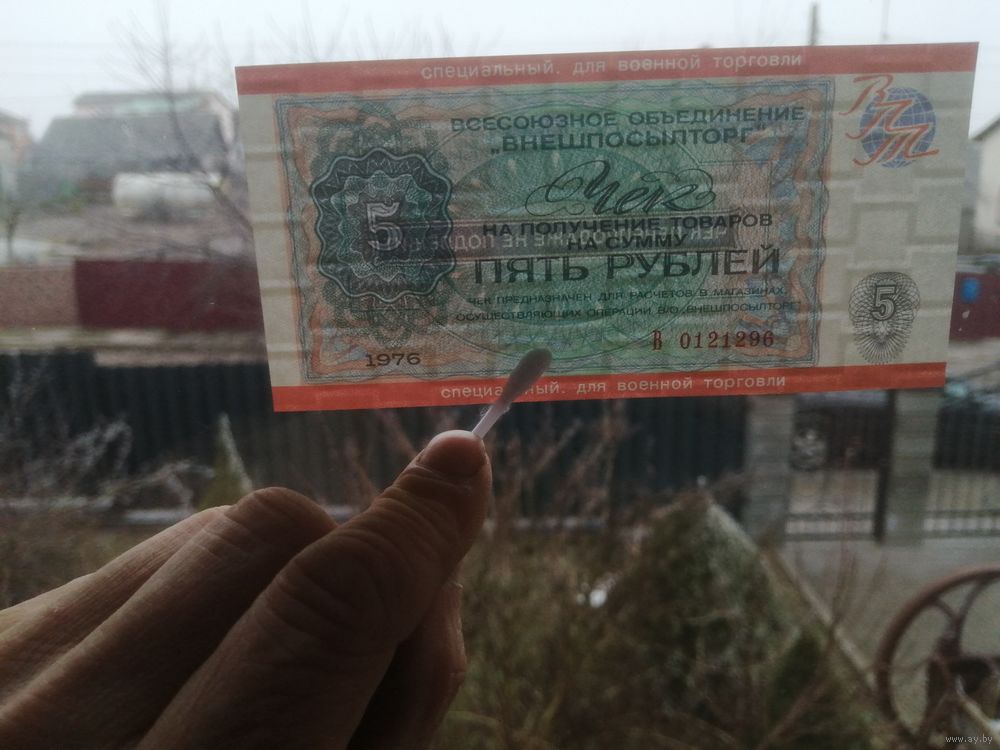 специальный. для военной торговли
ВСЕСОЮЗНОЕ ОБЪЕДИНЕНИЕ
„ВНЕШПОСЫЛТОРГ"
ВПТ
Чек
5
НА ПОЛУЧЕНИЕ ТОВАРОВ
НА СУММУ
ПЯТЬ РУБЛЕЙ
ЧЕК ПРЕДНАЗНАЧЕН ДЛЯ РАСЧЕТОВ В МАГАЗИНАХ,
ОСУЩЕСТВЛЯЮЩИХ ОПЕРАЦИИ В/О „ВНЕШПОСЫЛТОРГ"
5
В 0121296
1976
специальный. для военной торговли
www.ay.by